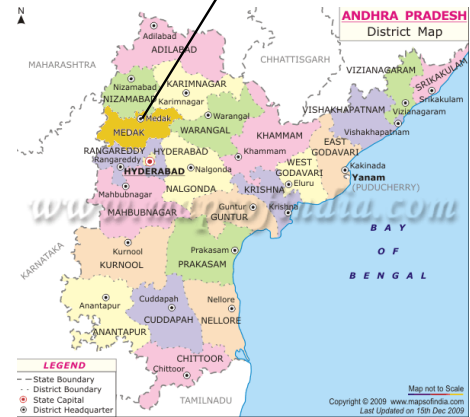 N
ANDHRA PRADESH
District Map
Adilabad
ADILABAD
MAHARASHTRA
CHHATTISGARH
VIZIANAGARAM
SRIKAKULAM
Srikakulam
Nizamabad
NIZAMABAD
KARIMNAGAR
Karimnagar
VISHAKHAPATNAM
Vizianagaram
Medak
MEDAK
Warangal
WARANGAL
Vishakhapatnam
KHAMMAM
Khammam
EAST
GODAVARI
RANGAREDDY
Rangareddy
HYDERABAD
HYDERABAD
Nalgonda
NALGONDA
WEST
GODAVARI
Eluru
Kakinada
Yanam
(PUDUCHERRY)
Mahbubnagar
MAHBUBNAGAR
KRISHNA
Krishna
Guntur
GUNTUR
www.mapsofindia.com
BAY
OF
BENGAL
KARNATAKA
Kurnool
KURNOOL
Prakasam
PRAKASAM
Anantapur
ANANTAPUR
Cuddapah
CUDDAPAH
Nellore
NELLORE
CHITTOOR
Chittoor
TAMILNADU
LEGEND
State Boundary
District Boundary
State Capital
District Headquarter
Map not to Scale
Copyright © 2009 www.mapsofindia.com
Last Updated on 15th Dec 2009